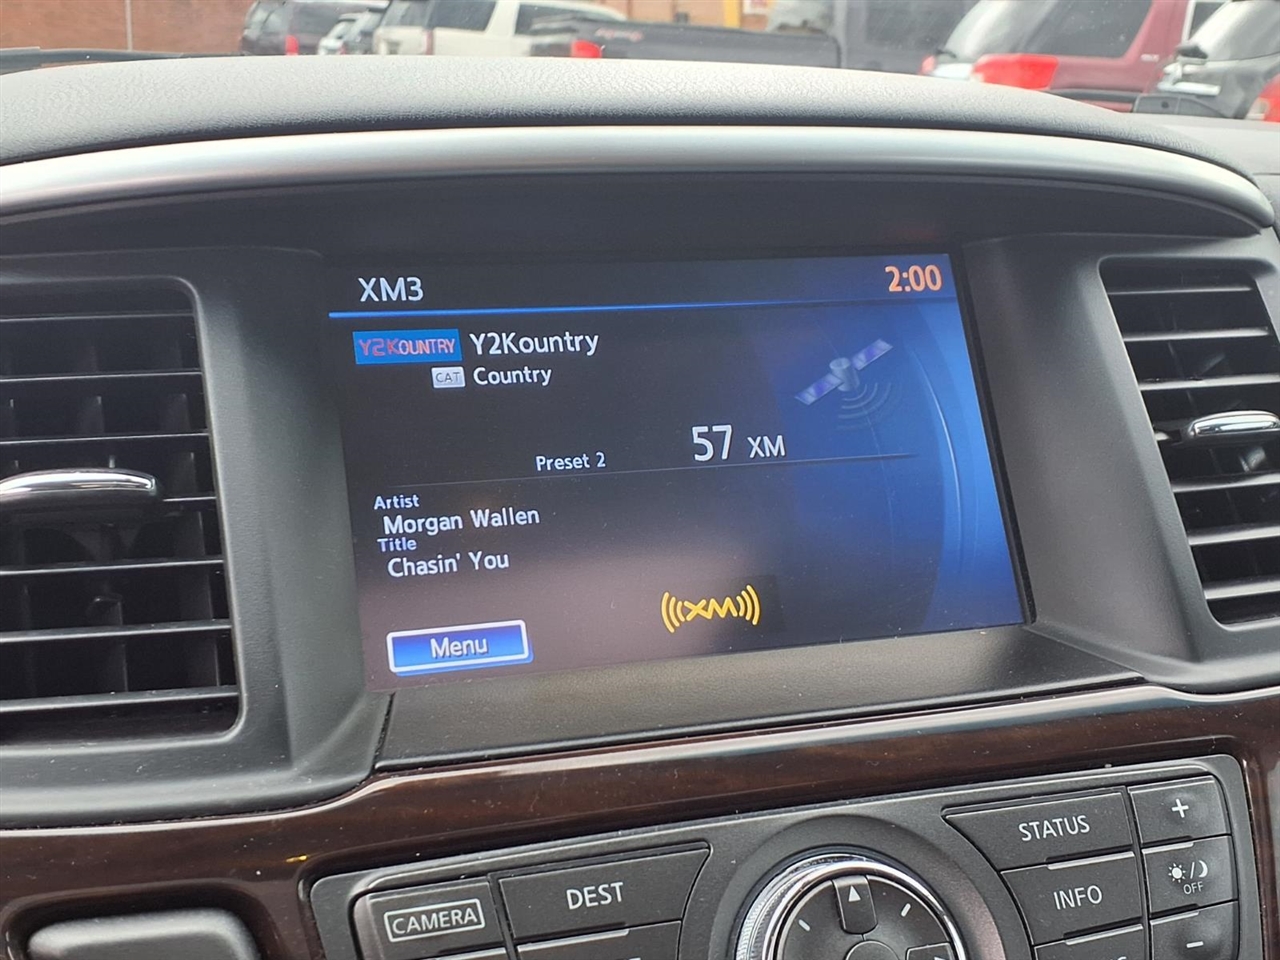 XM3
2:00
Y2KOUNTRY
Y2Kountry
CAT
Country
57 XM
Preset 2
Artist
Morgan Wallen
Title
Chasin' You
XM
Menu
CAMERA
DEST
STATUS
+
INFO
OFF
-